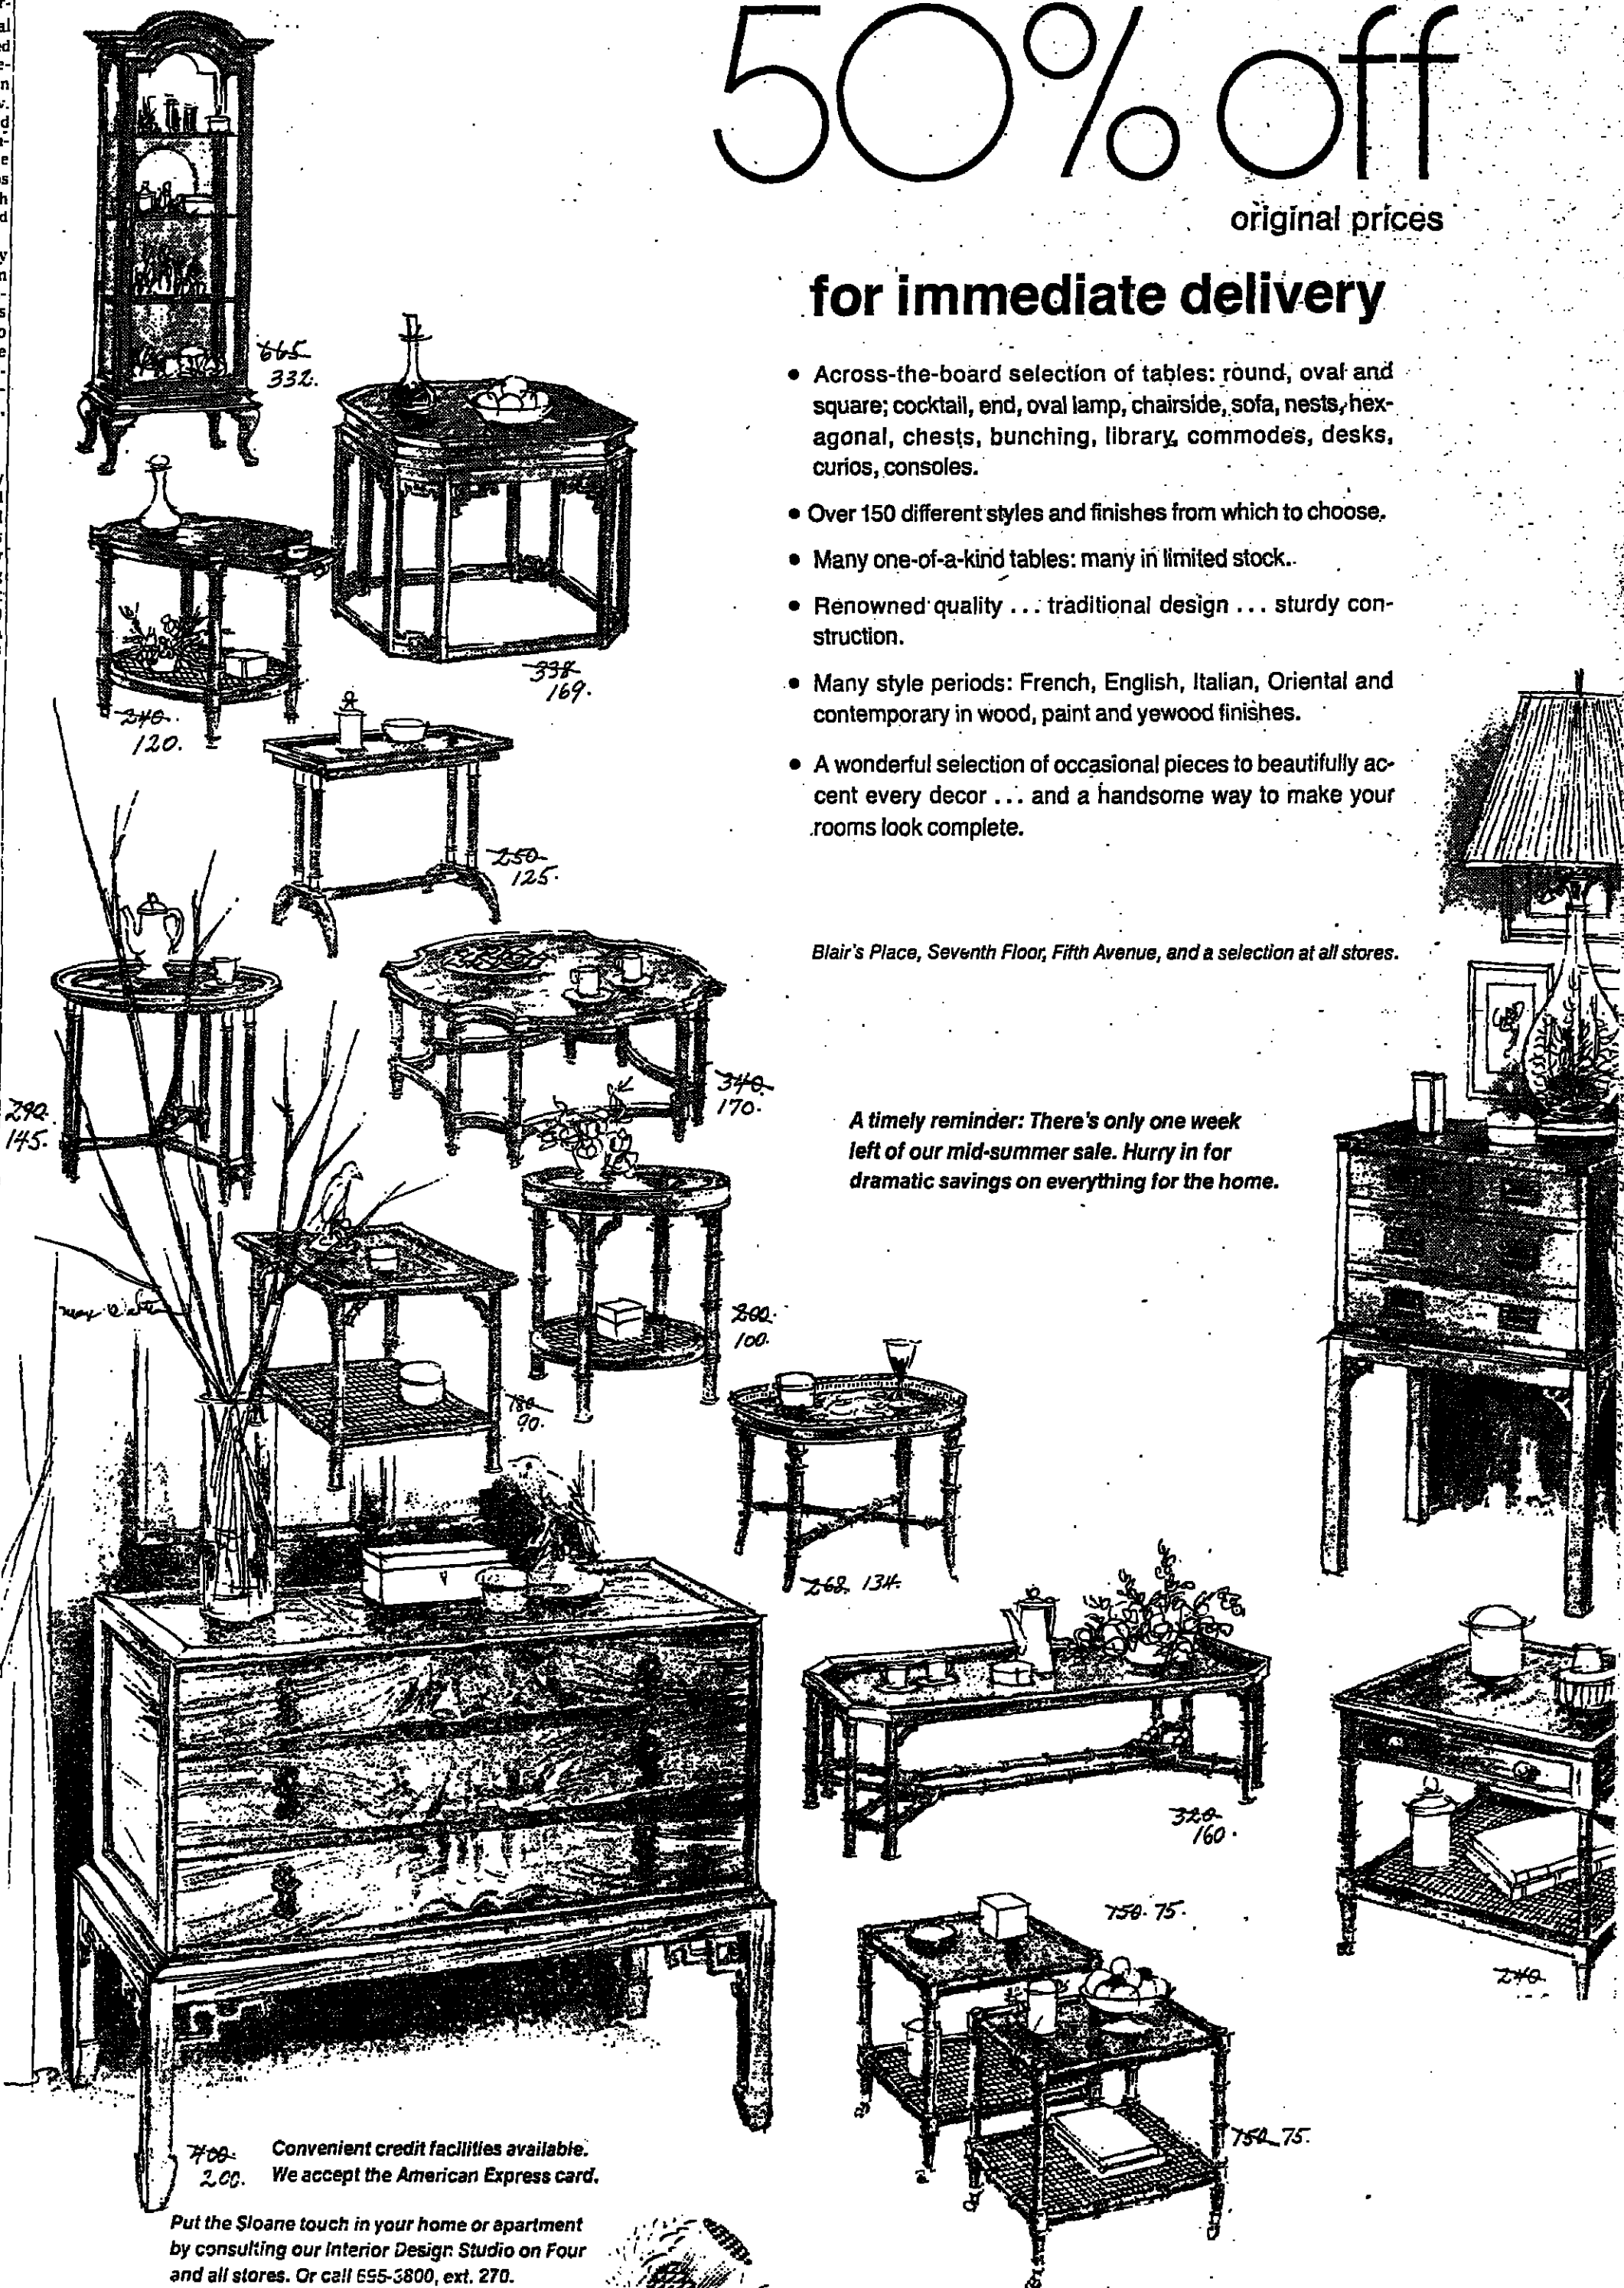 50% off
original prices
for immediate delivery
• Across-the-board selection of tables: round, oval and
square; cocktail, end, oval lamp, chairside, sofa, nests, hex-
agonal, chests, bunching, library, commodes, desks,
curios, consoles.
• Over 150 different styles and finishes from which to choose.
• Many one-of-a-kind tables: many in limited stock.
• Renowned quality ... traditional design ... sturdy con-
struction.
• Many style periods: French, English, Italian, Oriental and
contemporary in wood, paint and yewood finishes.
• A wonderful selection of occasional pieces to beautifully ac-
cent every decor ... and a handsome way to make your
rooms look complete.
Blair's Place, Seventh Floor, Fifth Avenue, and a selection at all stores.
A timely reminder: There's only one week
left of our mid-summer sale. Hurry in for
dramatic savings on everything for the home.
665
332.
338
169.
240.
120.
250
125.
290.
145.
340.
170.
200.
100.
180
90.
268. 134.
320
160.
150. 75.
240
150 75.
400
200.
Convenient credit facilities available.
We accept the American Express card.
Put the Sloane touch in your home or apartment
by consulting our Interior Design Studio on Four
and all stores. Or call 695-3800, ext. 270.